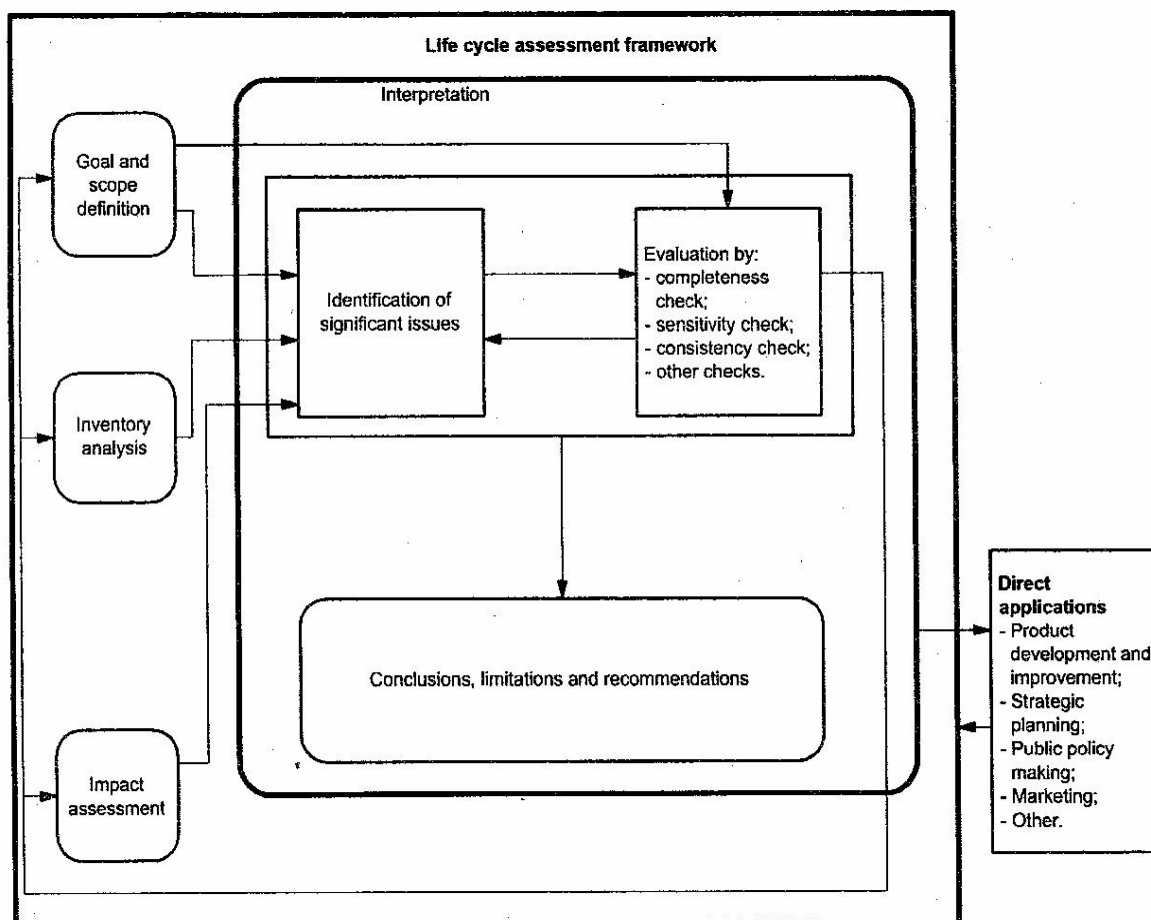 Life cycle assessment framework
Interpretation
Goal and
scope
definition
Identification of
significant issues
Evaluation by:
- completeness
check;
- sensitivity check;
- consistency check;
- other checks.
Inventory
analysis
Conclusions, limitations and recommendations
Impact
assessment
Direct
applications
- Product
development and
improvement;
- Strategic
planning;
- Public policy
making;
- Marketing;
- Other.